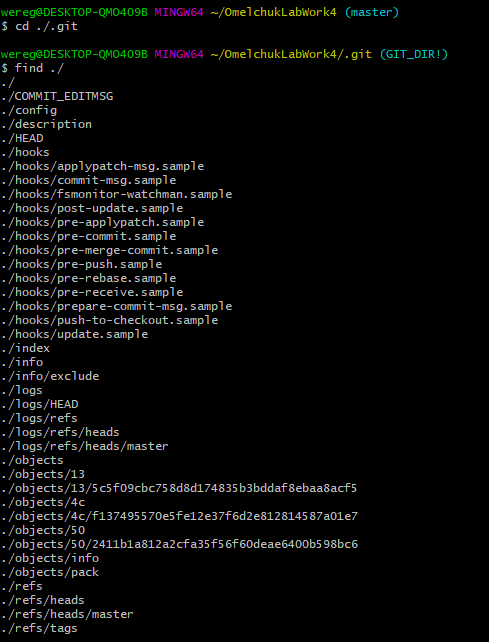 wereg@DESKTOP-QMO4O9B MINGW64 ~/OmelchukLabWork4 (master)
$ cd ./.git
wereg@DESKTOP-QMO4O9B MINGW64 ~/OmelchukLabWork4/.git (GIT_DIR!)
$ find ./
./
./COMMIT_EDITMSG
./config
./description
./HEAD
./hooks
./hooks/applypatch-msg.sample
./hooks/commit-msg.sample
./hooks/fsmonitor-watchman.sample
./hooks/post-update.sample
./hooks/pre-applypatch.sample
./hooks/pre-commit.sample
./hooks/pre-merge-commit.sample
./hooks/pre-push.sample
./hooks/pre-rebase.sample
./hooks/pre-receive.sample
./hooks/prepare-commit-msg.sample
./hooks/push-to-checkout.sample
./hooks/update.sample
./index
./info
./info/exclude
./logs
./logs/HEAD
./logs/refs
./logs/refs/heads
./logs/refs/heads/master
./objects
./objects/13
./objects/13/5c5f09cbc758d8d174835b3bddaf8ebaa8acf5
./objects/4c
./objects/4c/f137495570e5fe12e37f6d2e812814587a01e7
./objects/50
./objects/50/2411b1a812a2cfa35f56f60deae6400b598bc6
./objects/info
./objects/pack
./refs
./refs/heads
./refs/heads/master
./refs/tags